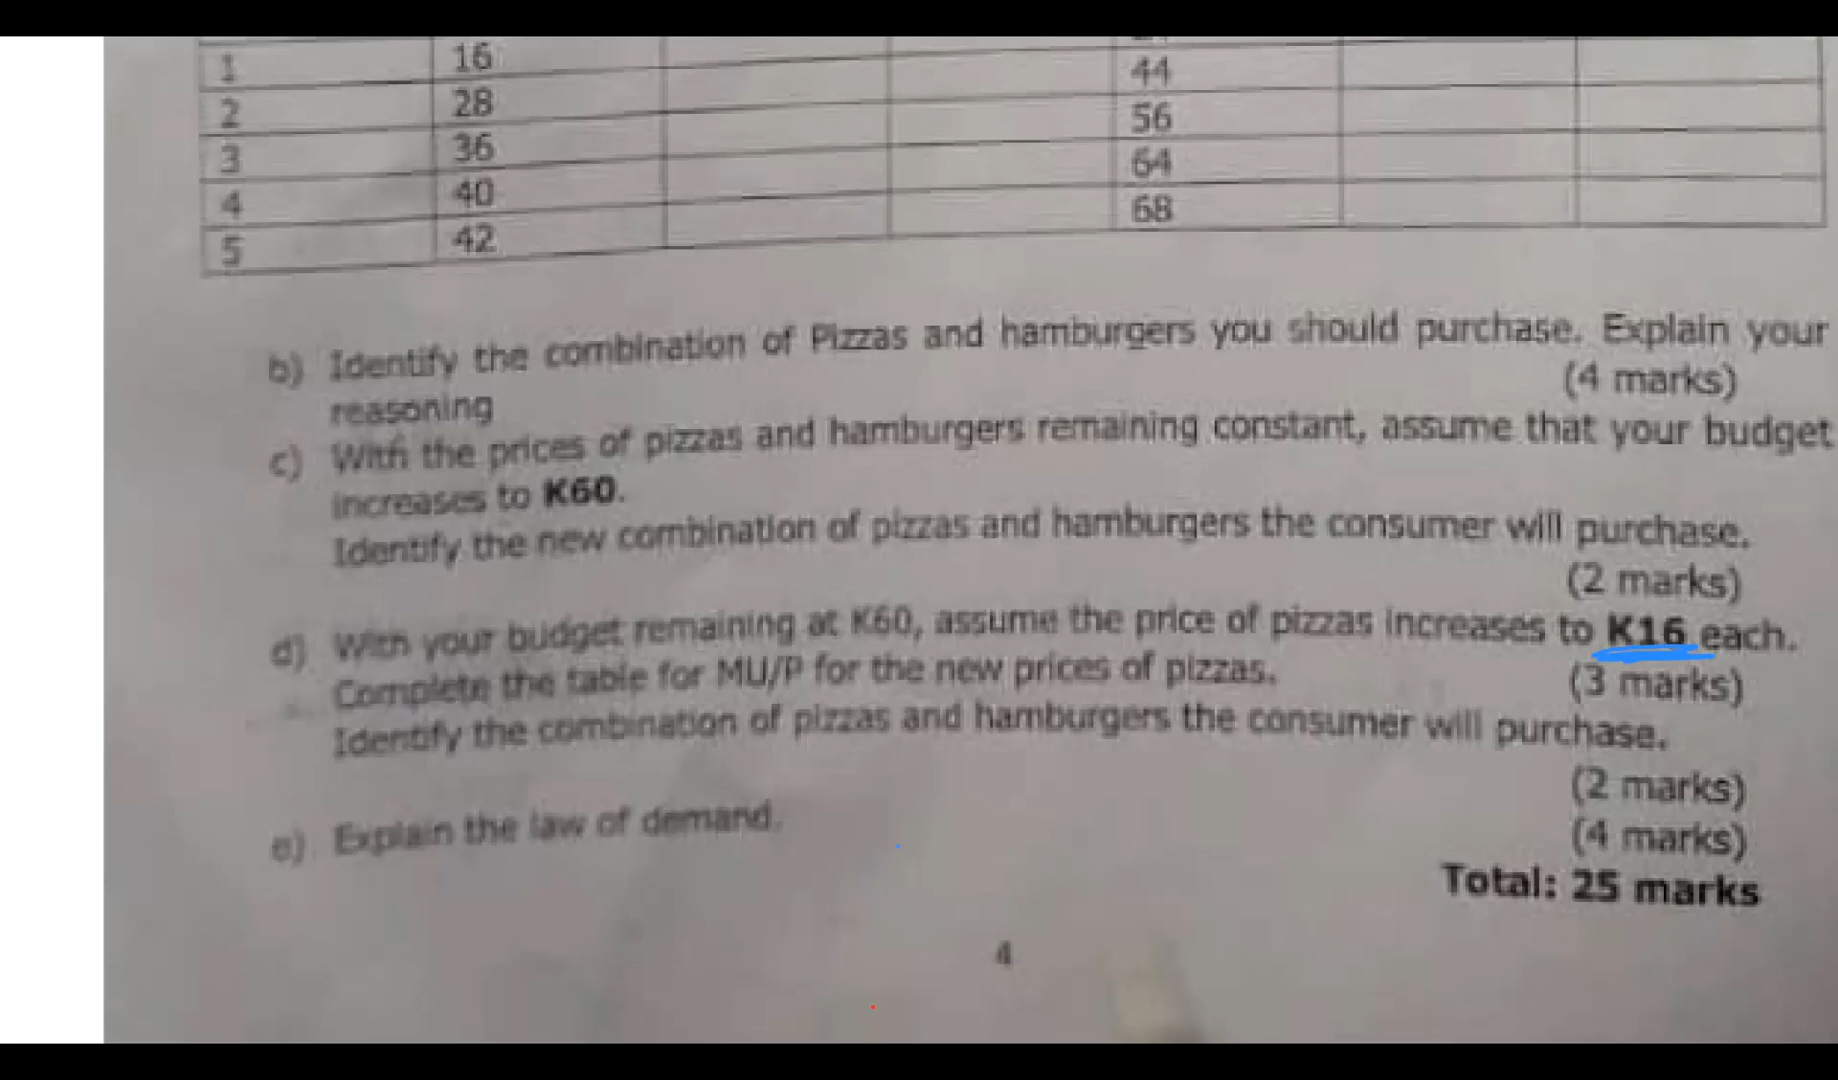 1 16 44
2 28 56
3 36 64
4 40 68
5 42
b) Identify the combination of Pizzas and hamburgers you should purchase. Explain your
reasoning (4 marks)
c) With the prices of pizzas and hamburgers remaining constant, assume that your budget
increases to K60.
Identify the new combination of pizzas and hamburgers the consumer will purchase.
(2 marks)
d) With your budget remaining at K60, assume the price of pizzas increases to K16 each.
Complete the table for MU/P for the new prices of pizzas. (3 marks)
Identify the combination of pizzas and hamburgers the consumer will purchase.
(2 marks)
e) Explain the law of demand. (4 marks)
Total: 25 marks
4